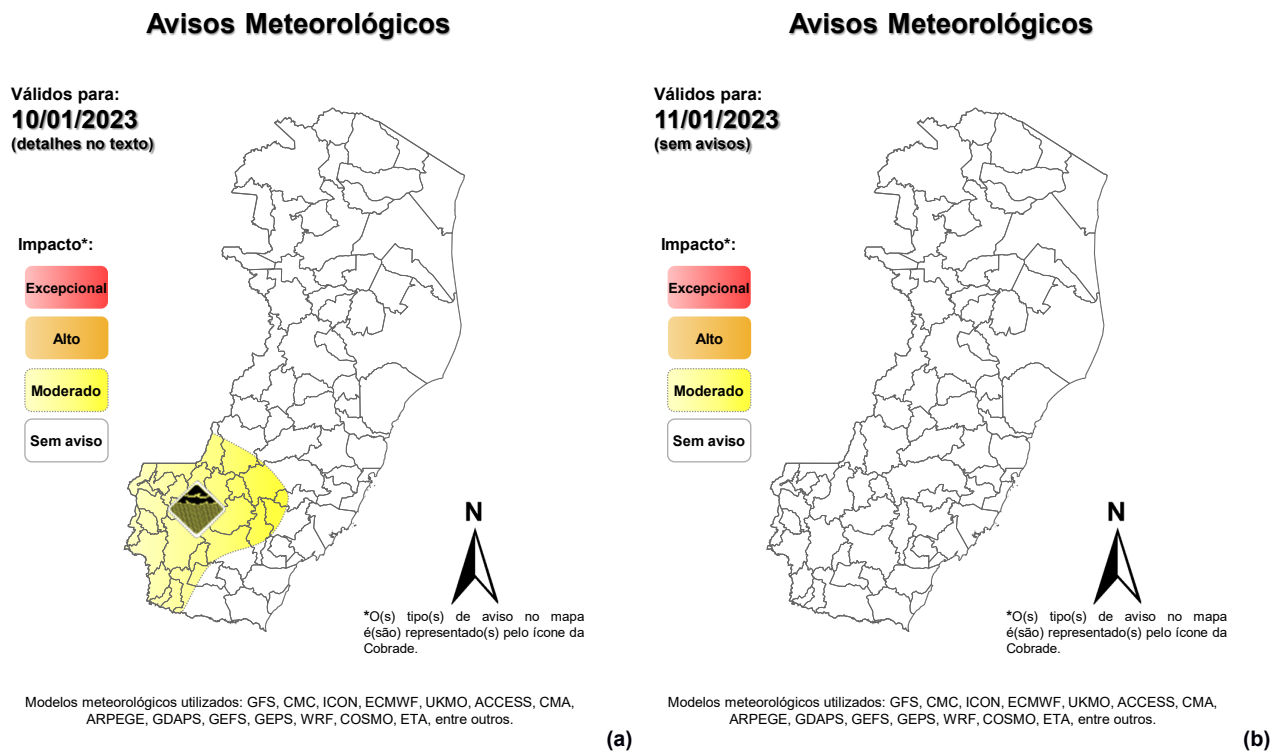 Avisos Meteorológicos
Válidos para:
10/01/2023
(detalhes no texto)
Impacto*:
Excepcional
Alto
Moderado
Sem aviso
N
*O(s) tipo(s) de aviso no mapa
é(são) representado(s) pelo ícone da
Cobrade.
Modelos meteorológicos utilizados: GFS, CMC, ICON, ECMWF, UKMO, ACCESS, CMA,
ARPEGE, GDAPS, GEFS, GEPS, WRF, COSMO, ETA, entre outros.
(a)
Avisos Meteorológicos
Válidos para:
11/01/2023
(sem avisos)
Impacto*:
Excepcional
Alto
Moderado
Sem aviso
N
*O(s) tipo(s) de aviso no mapa
é(são) representado(s) pelo ícone da
Cobrade.
Modelos meteorológicos utilizados: GFS, CMC, ICON, ECMWF, UKMO, ACCESS, CMA,
ARPEGE, GDAPS, GEFS, GEPS, WRF, COSMO, ETA, entre outros.
(b)